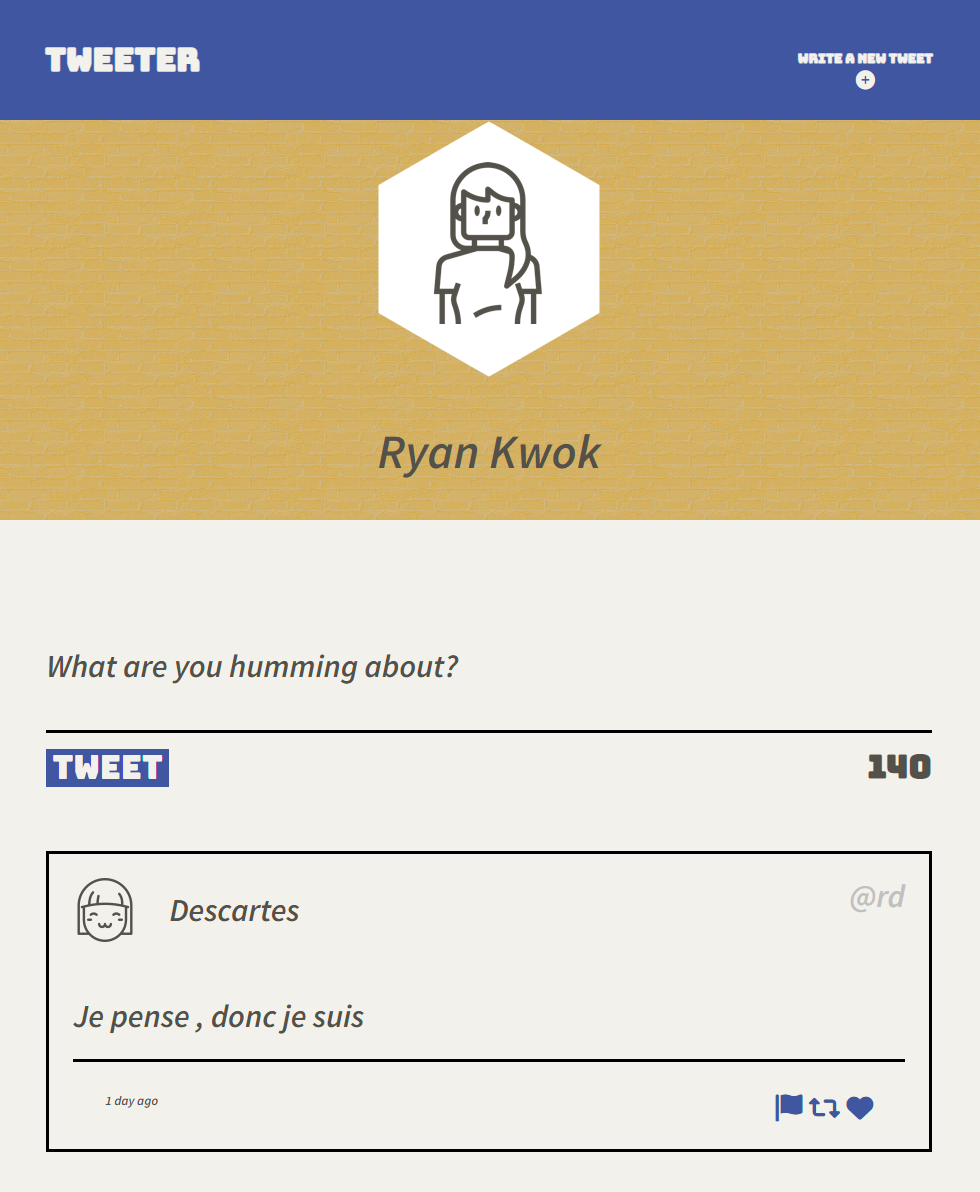 TWEETER
WRITE A NEW TWEET
Ryan Kwok
What are you humming about?
TWEET
140
Descartes
@rd
Je pense , donc je suis
1 day ago